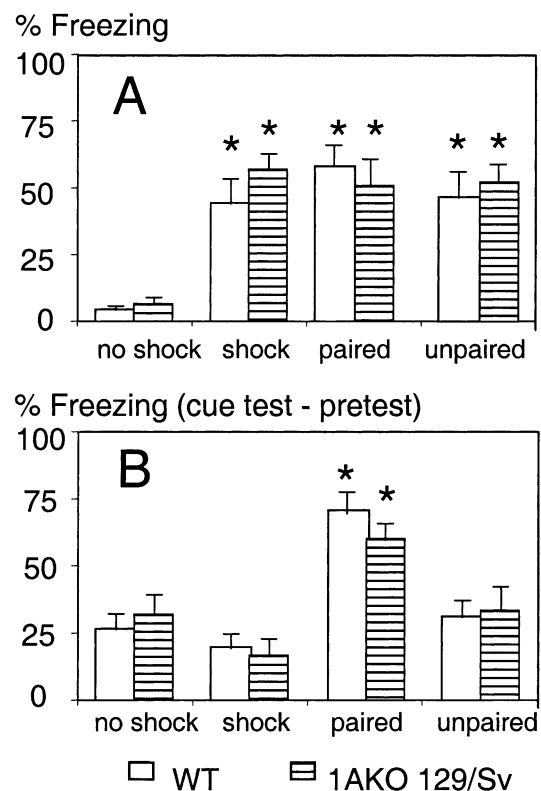 % Freezing
100
A
75
* * * * * *
50
25
0
no shock shock paired unpaired
% Freezing (cue test - pretest)
100
B
* *
75
50
25
0
no shock shock paired unpaired
WT 1AKO 129/Sv